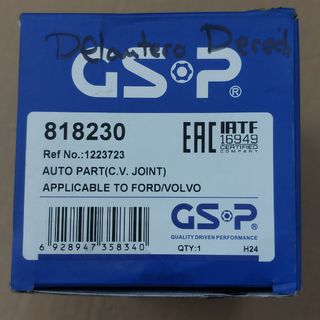 Delantero Derech
GSP®
818230
Ref No.:1223723
AUTO PART(C.V. JOINT)
APPLICABLE TO FORD/VOLVO
EAC
IATF
16949
CERTIFIED
COMPANY
6 928947 358340
GSP
QUALITY DRIVEN PERFORMANCE
QTY:1 H24